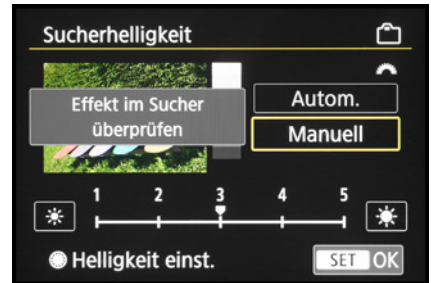 Sucherhelligkeit
Effekt im Sucher
überprüfen
Autom.
Manuell
1 2 3 4 5
Helligkeit einst.
SET OK